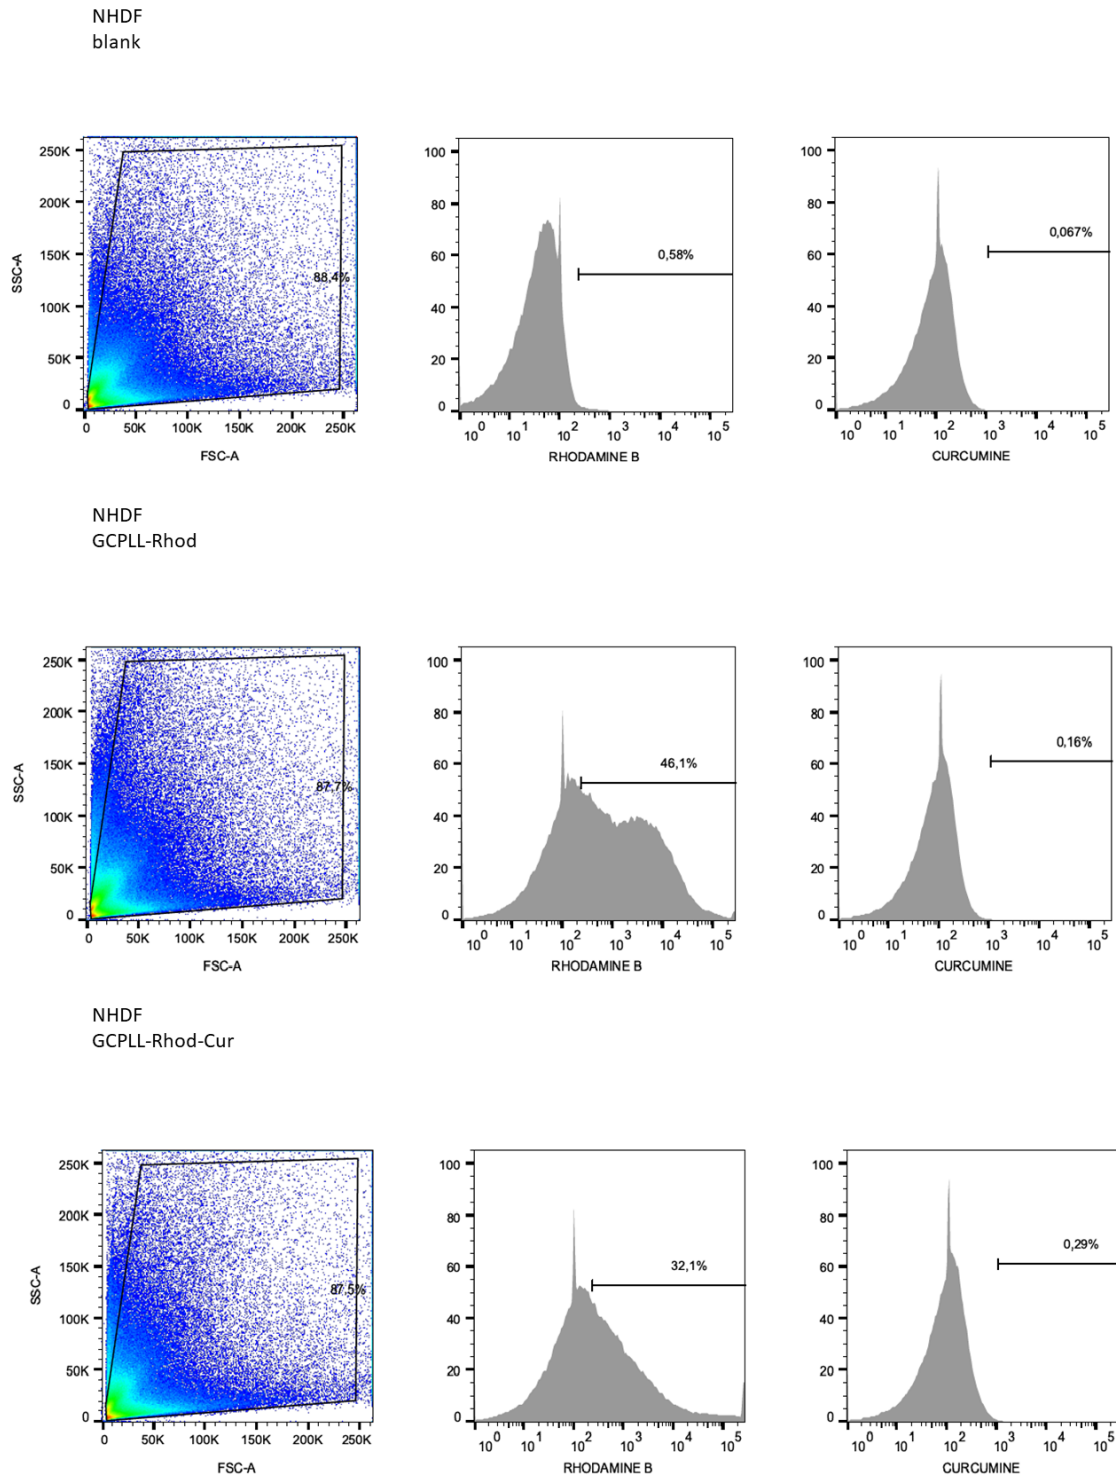 NHDF
blank
250K
200K
150K
100K
50K
0
SSC-A
88,4%
0 50K 100K 150K 200K 250K
FSC-A
100
80
60
40
20
0
0,58%
10^0 10^1 10^2 10^3 10^4 10^5
RHODAMINE B
100
80
60
40
20
0
0,067%
10^0 10^1 10^2 10^3 10^4 10^5
CURCUMINE
NHDF
GCPLL-Rhod
250K
200K
150K
100K
50K
0
SSC-A
87,7%
0 50K 100K 150K 200K 250K
FSC-A
100
80
60
40
20
0
46,1%
10^0 10^1 10^2 10^3 10^4 10^5
RHODAMINE B
100
80
60
40
20
0
0,16%
10^0 10^1 10^2 10^3 10^4 10^5
CURCUMINE
NHDF
GCPLL-Rhod-Cur
250K
200K
150K
100K
50K
0
SSC-A
87,5%
0 50K 100K 150K 200K 250K
FSC-A
100
80
60
40
20
0
32,1%
10^0 10^1 10^2 10^3 10^4 10^5
RHODAMINE B
100
80
60
40
20
0
0,29%
10^0 10^1 10^2 10^3 10^4 10^5
CURCUMINE